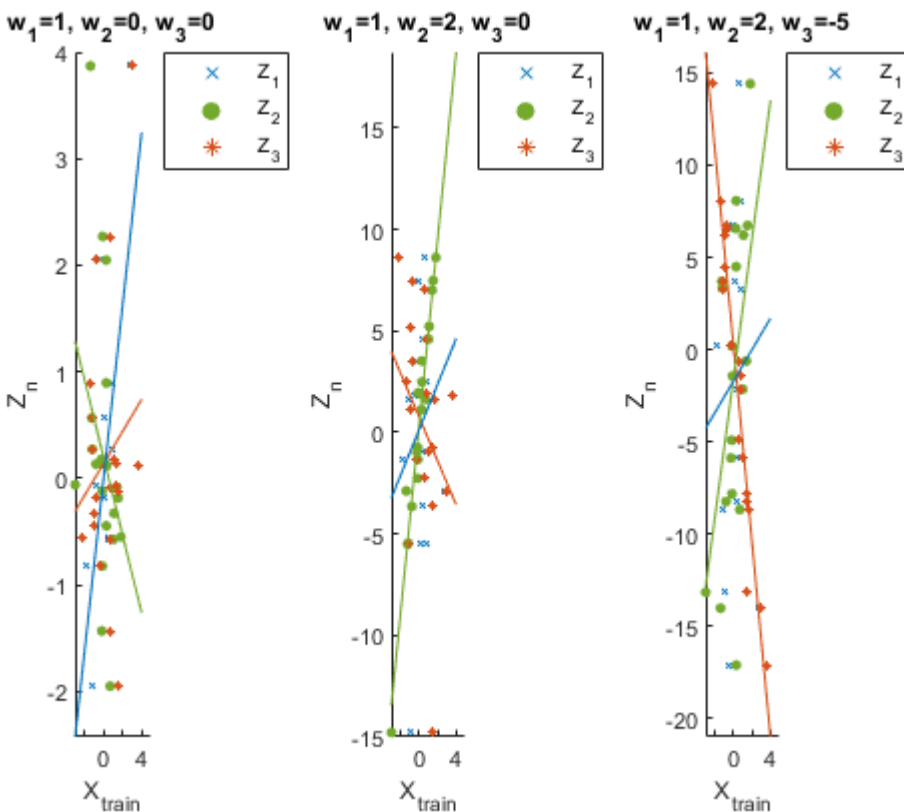 w1=1, w2=0, w3=0
4
3
2
1
0
-1
-2
Zn
0 4
Xtrain
Z1
Z2
Z3
w1=1, w2=2, w3=0
15
10
5
0
-5
-10
-15
Zn
0 4
Xtrain
Z1
Z2
Z3
w1=1, w2=2, w3=-5
15
10
5
0
-5
-10
-15
-20
Zn
0 4
Xtrain
Z1
Z2
Z3